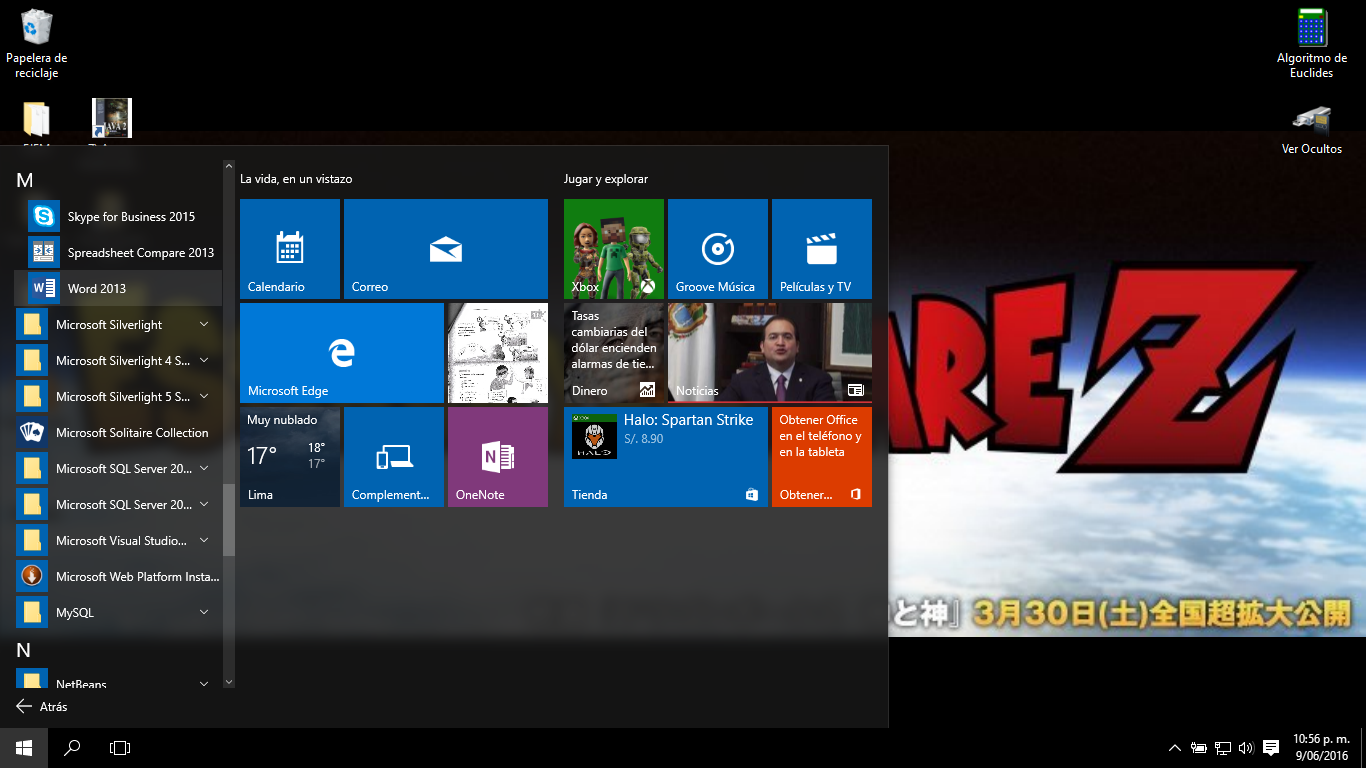 Papelera de
reciclaje
Algoritmo de
Euclides
JAVA 2
Ver Ocultos
M
Skype for Business 2015
Spreadsheet Compare 2013
Word 2013
Microsoft Silverlight
Microsoft Silverlight 4 S...
Microsoft Silverlight 5 S...
Microsoft Solitaire Collection
Microsoft SQL Server 20...
Microsoft SQL Server 20...
Microsoft Visual Studio...
Microsoft Web Platform Insta...
MySQL
N
NetBeans
Atrás
La vida, en un vistazo
Calendario
Correo
Microsoft Edge
Muy nublado
17°
18°
17°
Lima
Complement...
OneNote
Jugar y explorar
Xbox
Groove Música
Películas y TV
Tasas
cambiarias del
dólar encienden
alarmas de tie...
Dinero
Noticias
Halo: Spartan Strike
S/. 8.90
HALO
Tienda
Obtener Office
en el teléfono y
en la tableta
Obtener...
ARE Z
と神』3月30日(土)全国超拡大公開
10:56 p. m.
9/06/2016